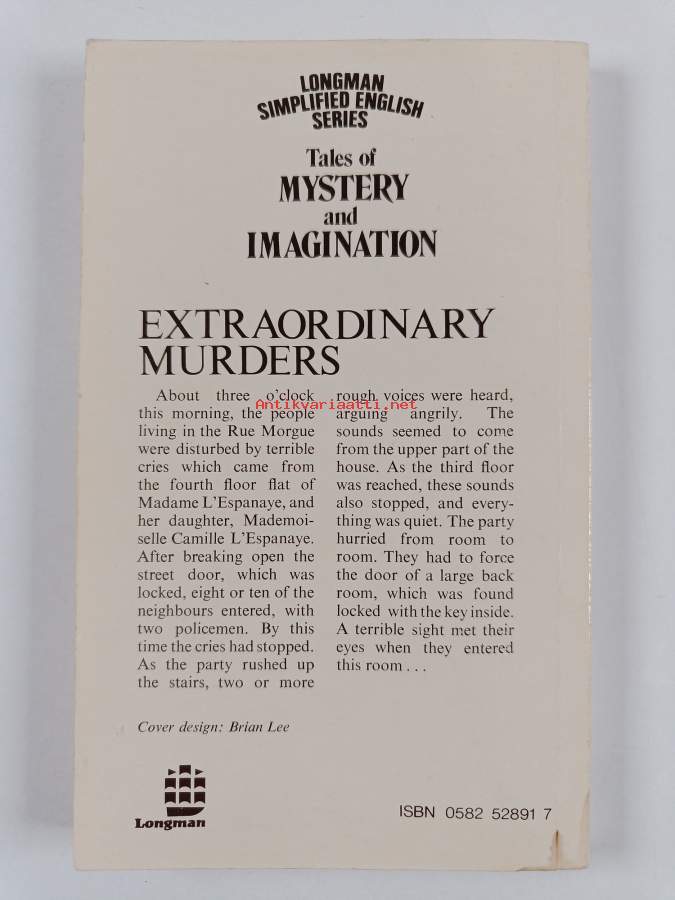 LONGMAN
SIMPLIFIED ENGLISH
SERIES
Tales of
MYSTERY
and
IMAGINATION
EXTRAORDINARY
MURDERS
About three o'clock
this morning, the people
living in the Rue Morgue
were disturbed by terrible
cries which came from
the fourth floor flat of
Madame L'Espanaye, and
her daughter, Mademoi-
selle Camille L'Espanaye.
After breaking open the
street door, which was
locked, eight or ten of the
neighbours entered, with
two policemen. By this
time the cries had stopped.
As the party rushed up
the stairs, two or more
rough voices were heard,
arguing angrily. The
sounds seemed to come
from the upper part of the
house. As the third floor
was reached, these sounds
also stopped, and every-
thing was quiet. The party
hurried from room to
room. They had to force
the door of a large back
room, which was found
locked with the key inside.
A terrible sight met their
eyes when they entered
this room . . .
Antikvariaatti.net
Cover design: Brian Lee
Longman
ISBN 0582 52891 7